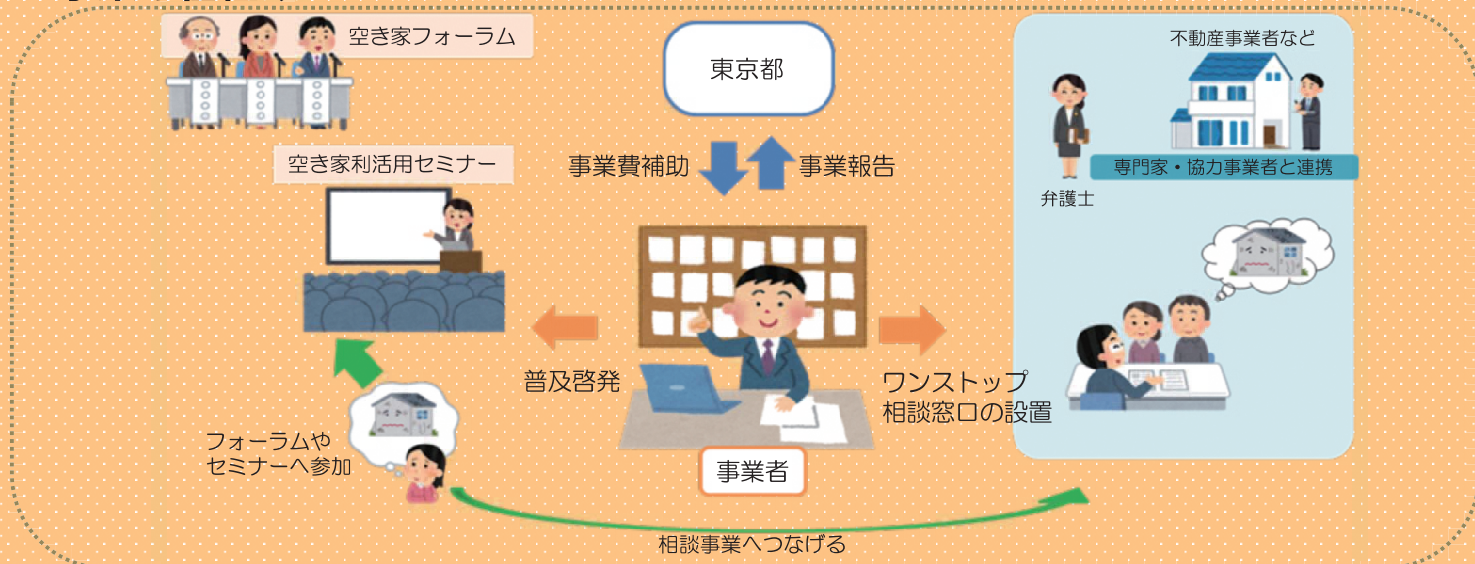 空き家フォーラム
東京都
不動産事業者など
空き家利活用セミナー
事業費補助
事業報告
専門家・協力事業者と連携
弁護士
普及啓発
ワンストップ
相談窓口の設置
フォーラムや
セミナーへ参加
事業者
相談事業へつなげる